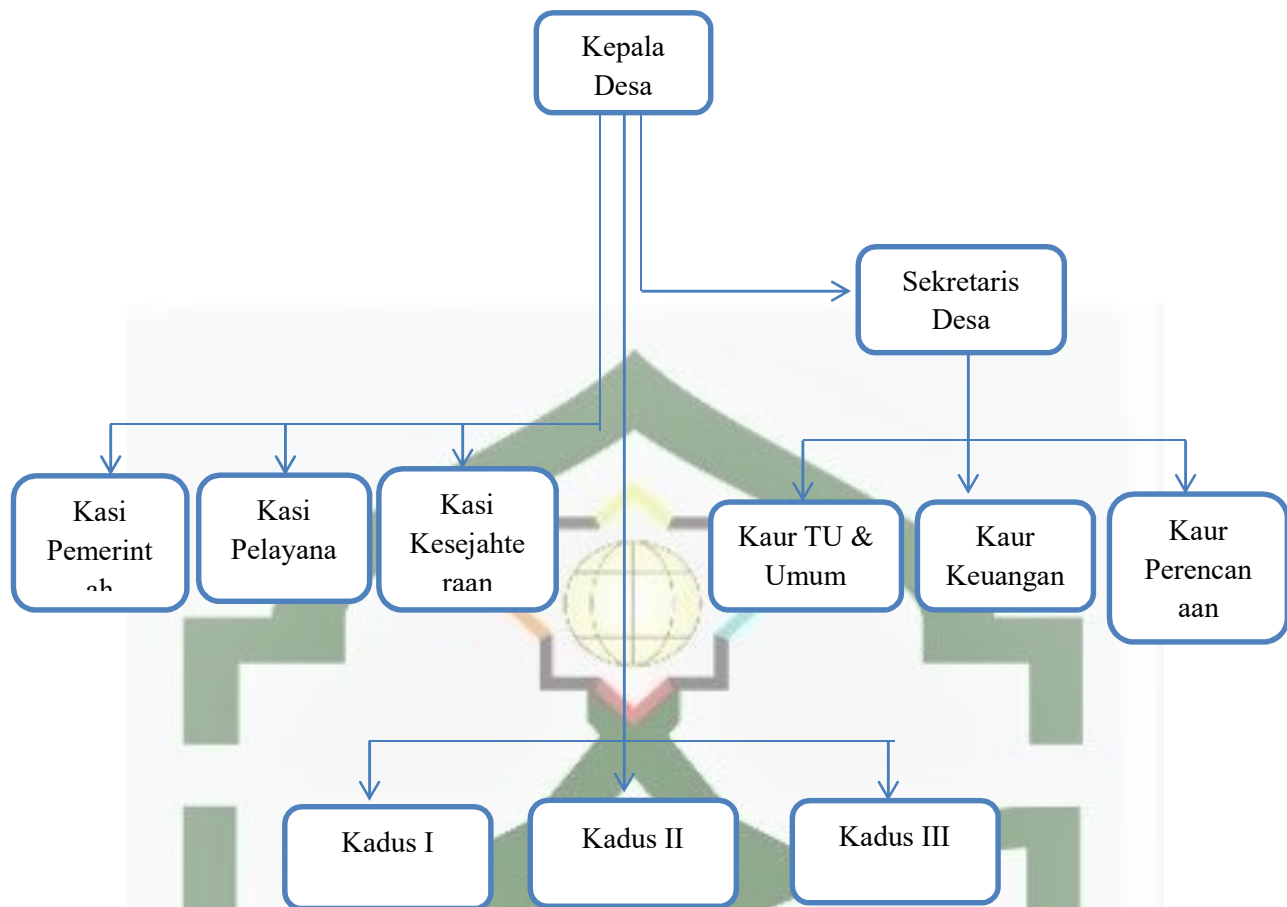 Kepala
Desa
Sekretaris
Desa
Kasi
Pemerint
ah
Kasi
Pelayana
Kasi
Kesejahte
raan
Kaur TU &
Umum
Kaur
Keuangan
Kaur
Perencan
aan
Kadus I
Kadus II
Kadus III